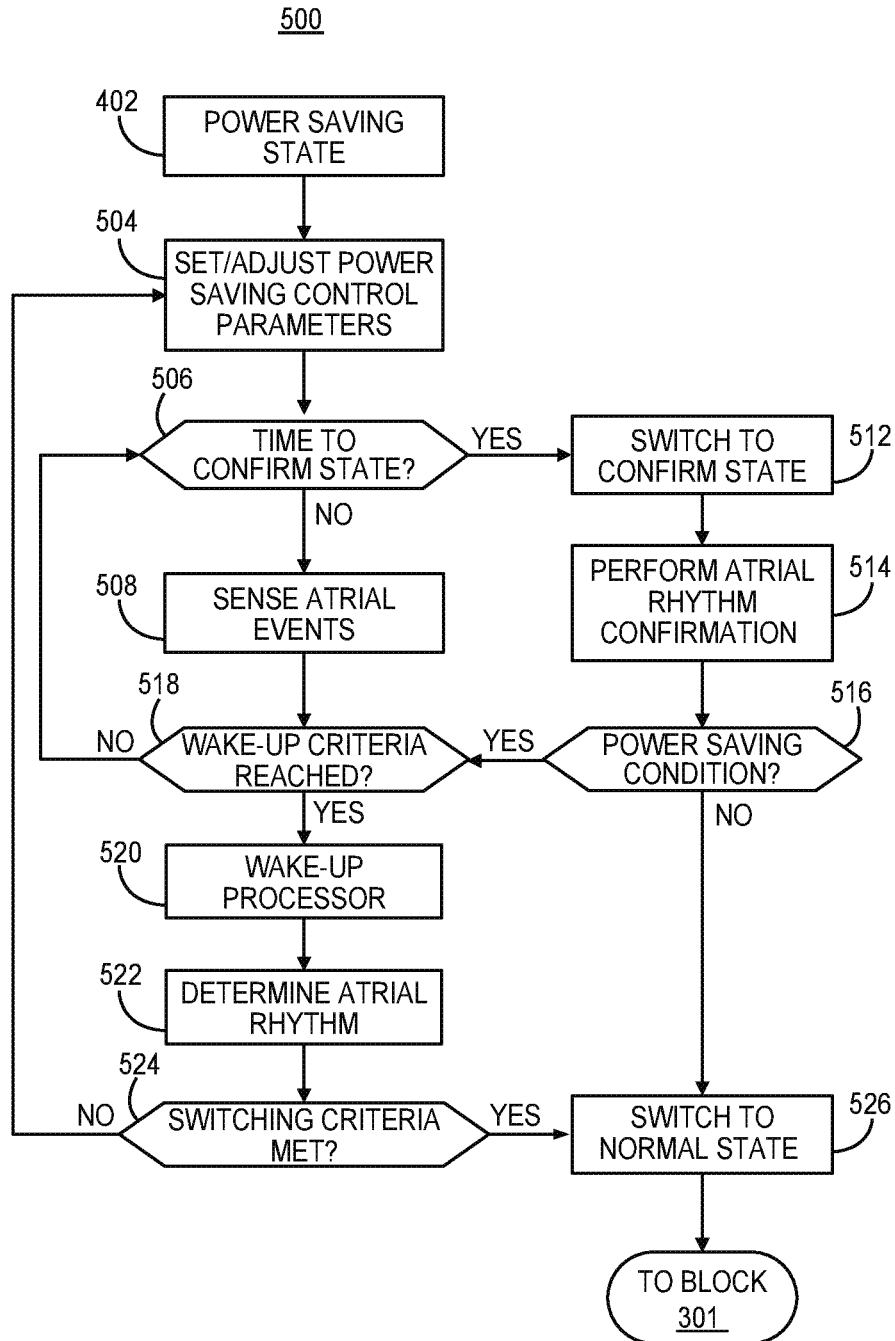 500
402
POWER SAVING
STATE
504
SET/ADJUST POWER
SAVING CONTROL
PARAMETERS
506
TIME TO
CONFIRM STATE?
YES
NO
SWITCH TO
CONFIRM STATE
512
508
SENSE ATRIAL
EVENTS
PERFORM ATRIAL
RHYTHM
CONFIRMATION
514
518
NO
WAKE-UP CRITERIA
REACHED?
YES
YES
POWER SAVING
CONDITION?
516
NO
520
WAKE-UP
PROCESSOR
522
DETERMINE ATRIAL
RHYTHM
524
NO
SWITCHING CRITERIA
MET?
YES
SWITCH TO
NORMAL STATE
526
TO BLOCK
301